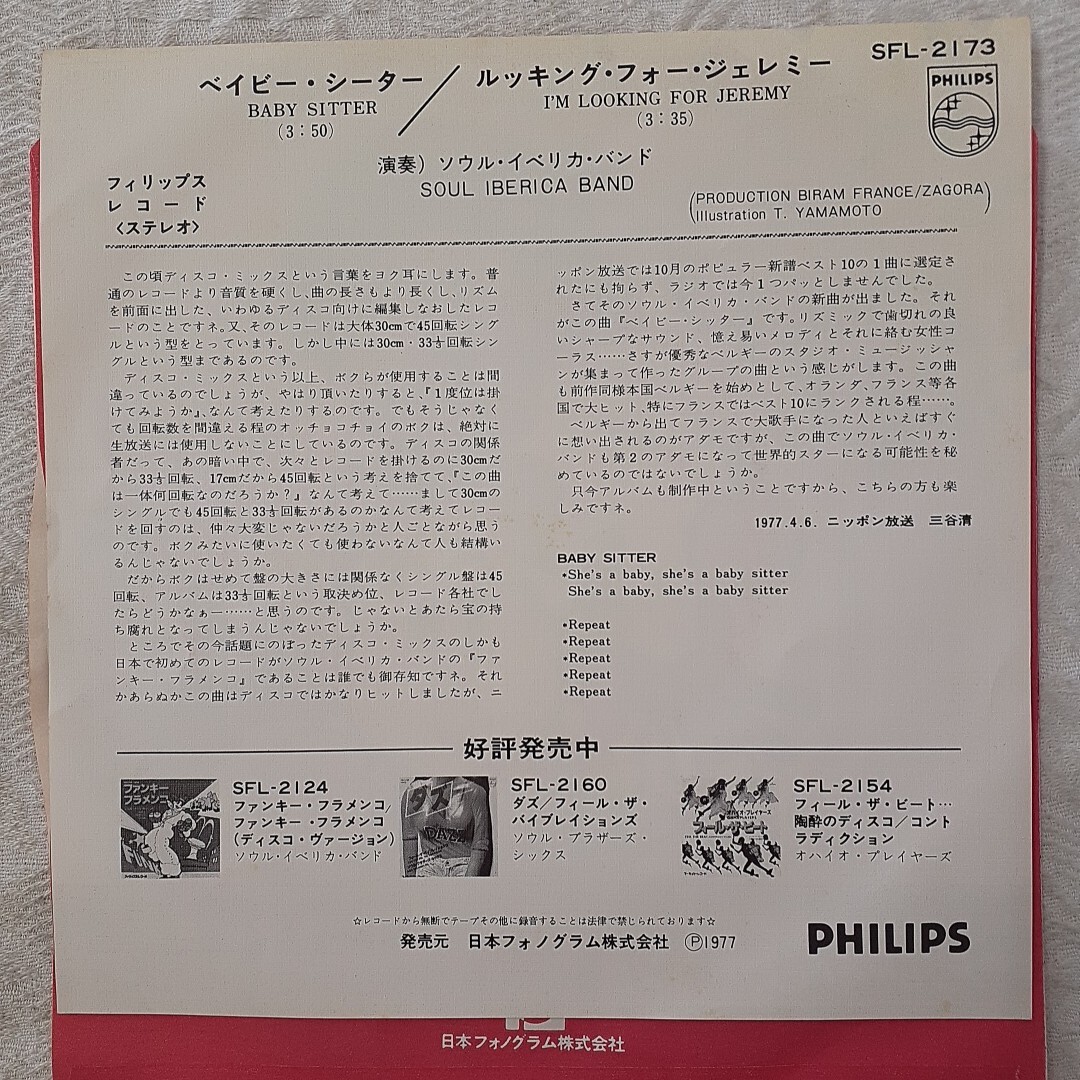 SFL-2173
ベイビー・シーター／ルッキング・フォー・ジェレミー
BABY SITTER
(3：50)
I'M LOOKING FOR JEREMY
(3：35)
PHILIPS
演奏）ソウル・イベリカ・バンド
SOUL IBERICA BAND
フィリップス
レコード
〈ステレオ〉
(PRODUCTION BIRAM FRANCE/ZAGORA)
Illustration T. YAMAMOTO
この頃ディスコ・ミックスという言葉をヨク耳にします。普
通のレコードより音質を硬くし、曲の長さもより長くし、リズム
を前面に出した、いわゆるディスコ向けに編集しなおしたレコ
ードのことですネ。又、そのレコードは大体30cmで45回転シング
ルという型をとっています。しかし中には30cm・33⅓回転シン
グルという型まであるのです。
ディスコ・ミックスという以上、ボクらが使用することは間
違っているのでしょうが、やはり頂いたりすると、『1度位は掛
けてみようか』、なんて考えたりするのです。でもそうじゃなく
ても回転数を間違える程のオッチョコチョイのボクは、絶対に
生放送には使用しないことにしているのです。ディスコの関係
者だって、あの暗い中で、次々とレコードを掛けるのに30cmだ
から33⅓回転、17cmだから45回転という考えを捨てて、『この曲
は一体何回転なのだろうか？』なんて考えて……まして30cmの
シングルでも45回転と33⅓回転があるのかなんて考えてレコー
ドを回すのは、仲々大変じゃないだろうかと人ごとながら思う
のです。ボクみたいに使いたくても使わないなんて人も結構い
るんじゃないでしょうか。
だからボクはせめて盤の大きさには関係なくシングル盤は45
回転、アルバムは33⅓回転という取決め位、レコード各社でし
たらどうかなぁー……と思うのです。じゃないとあたら宝の持
ち腐れとなってしまうんじゃないでしょうか。
ところでその今話題にのぼったディスコ・ミックスのしかも
日本で初めてのレコードがソウル・イベリカ・バンドの『ファ
ンキー・フラメンコ』であることは誰でも御存知ですネ。それ
かあらぬかこの曲はディスコではかなりヒットしましたが、ニ
ッポン放送では10月のポピュラー新譜ベスト10の1曲に選定さ
れたにも拘らず、ラジオでは今1つパッとしませんでした。
さてそのソウル・イベリカ・バンドの新曲が出ました。それ
がこの曲『ベイビー・シッター』です。リズミックで歯切れの良
いシャープなサウンド、憶え易いメロディとそれに絡む女性コ
ーラス……さすが優秀なベルギーのスタジオ・ミュージッシャ
ンが集まって作ったグループの曲という感じがします。この曲
も前作同様本国ベルギーを始めとして、オランダ、フランス等各
国で大ヒット、特にフランスではベスト10にランクされる程……。
ベルギーから出てフランスで大歌手になった人といえばすぐ
に想い出されるのがアダモですが、この曲でソウル・イベリカ・
バンドも第2のアダモになって世界的スターになる可能性を秘
めているのではないでしょうか。
只今アルバムも制作中ということですから、こちらの方も楽
しみですネ。
1977.4.6. ニッポン放送　三谷清
BABY SITTER
*She's a baby, she's a baby sitter
She's a baby, she's a baby sitter
*Repeat
*Repeat
*Repeat
*Repeat
*Repeat
好評発売中
ファンキー
フラメンコ
SFL-2124
ファンキー・フラメンコ／
ファンキー・フラメンコ
(ディスコ・ヴァージョン)
ソウル・イベリカ・バンド
ダズ
DAZZ
SFL-2160
ダズ／フィール・ザ・
バイブレイションズ
ソウル・ブラザーズ・
シックス
フィール・ザ・ビート
SFL-2154
フィール・ザ・ビート…
陶酔のディスコ／コント
ラディクション
オハイオ・プレイヤーズ
☆レコードから無断でテープその他に録音することは法律で禁じられております☆
発売元　日本フォノグラム株式会社　Ⓟ1977
PHILIPS
日本フォノグラム株式会社